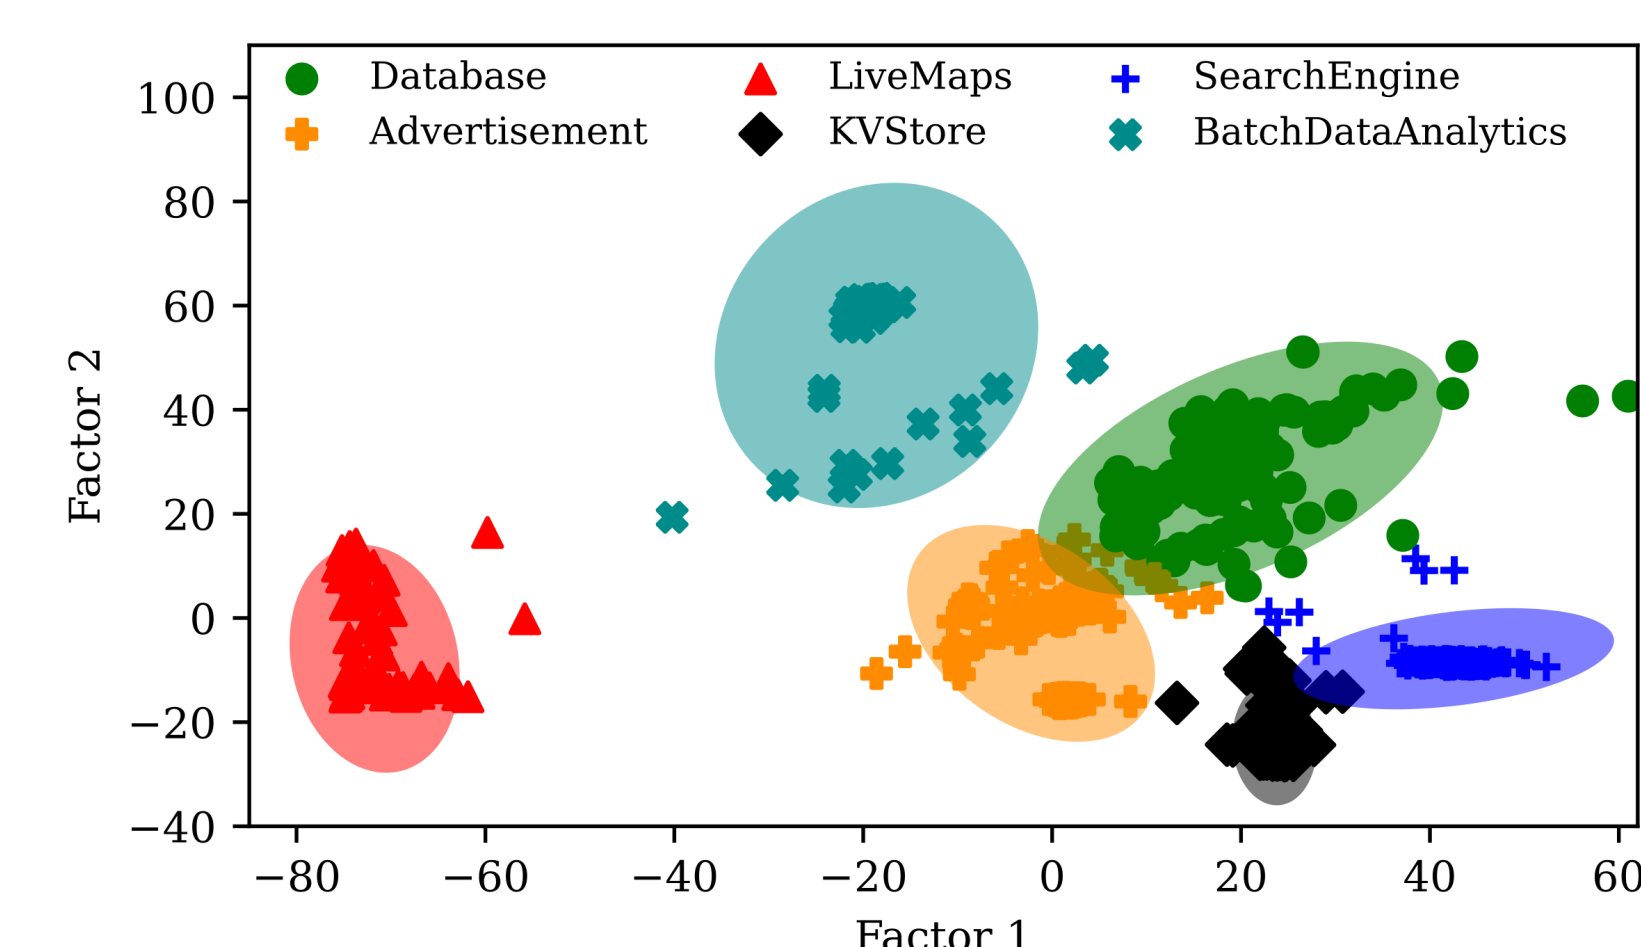 Database LiveMaps SearchEngine
Advertisement KVStore BatchDataAnalytics
100
80
60
40
20
0
−20
−40
Factor 2
−80 −60 −40 −20 0 20 40 60
Factor 1